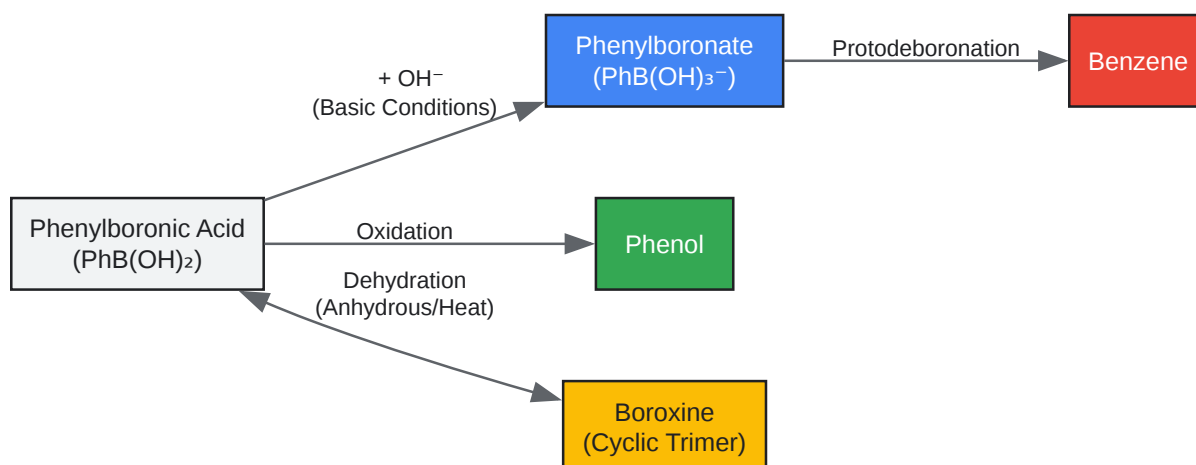 Phenylboronate
(PhB(OH)₃⁻)
Protodeboronation
Benzene
+ OH⁻
(Basic Conditions)
Phenylboronic Acid
(PhB(OH)₂)
Oxidation
Phenol
Dehydration
(Anhydrous/Heat)
Boroxine
(Cyclic Trimer)